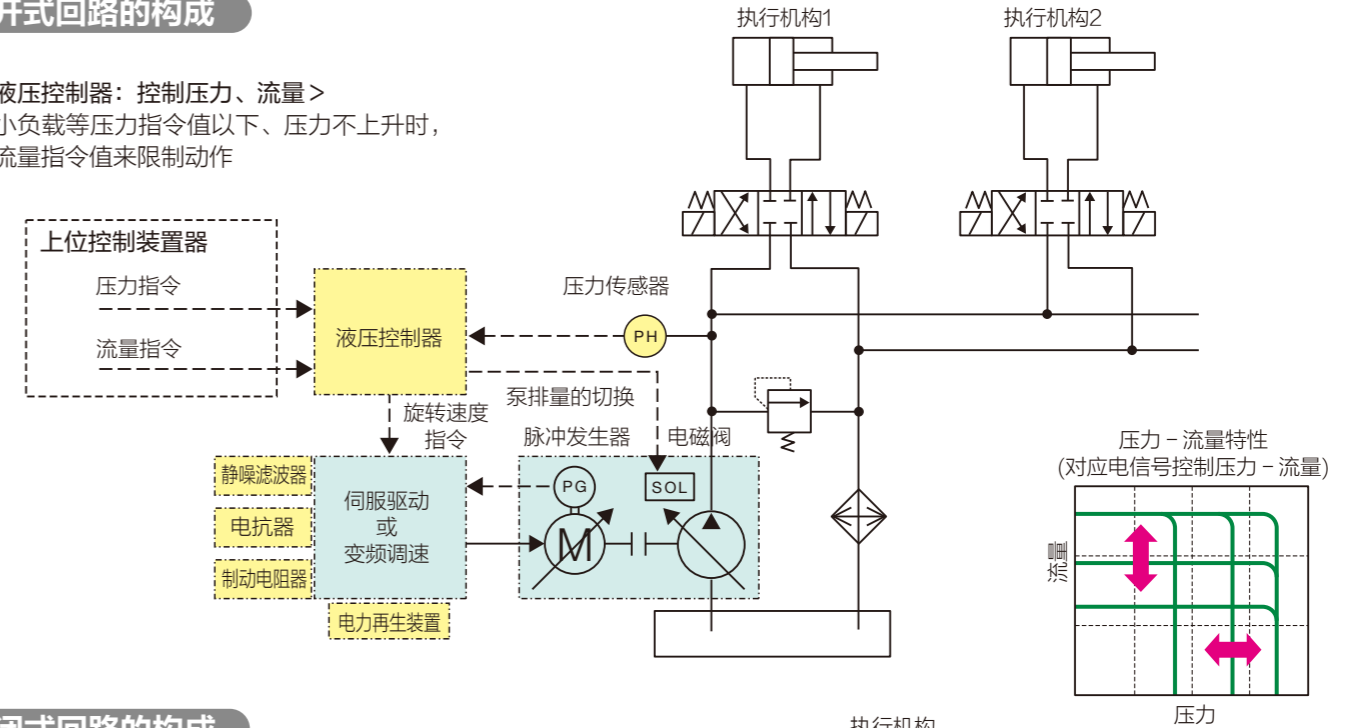 开式回路的构成
液压控制器：控制压力、流量＞
小负载等压力指令值以下、压力不上升时，
流量指令值来限制动作
执行机构1
执行机构2
上位控制装置器
压力指令
流量指令
液压控制器
压力传感器
PH
旋转速度
指令
泵排量的切换
脉冲发生器
电磁阀
静噪滤波器
电抗器
制动电阻器
伺服驱动
或
变频调速
电力再生装置
PG
SOL
M
压力－流量特性
(对应电信号控制压力－流量)
流量
压力
闭式回路的构成
执行机构